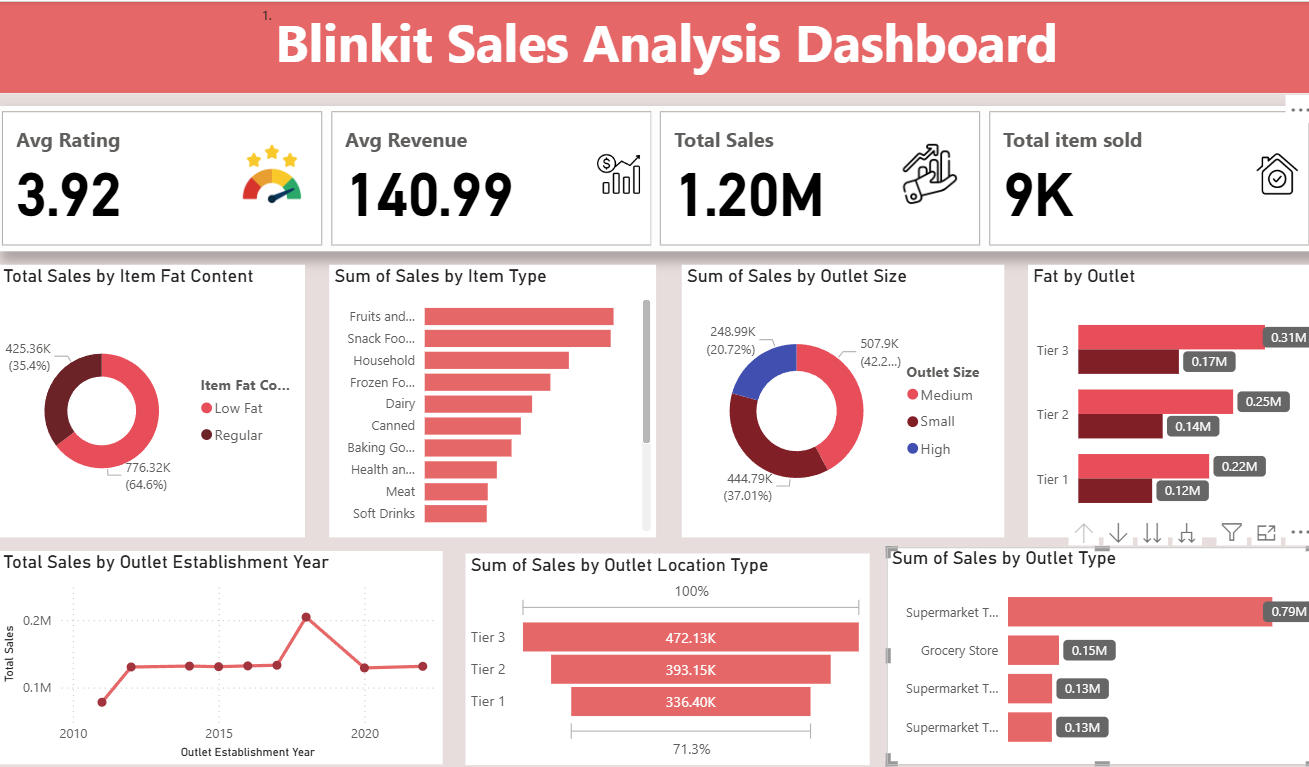 1.
Blinkit Sales Analysis Dashboard
Avg Rating
3.92
Avg Revenue
140.99
Total Sales
1.20M
Total item sold
9K
Total Sales by Item Fat Content
425.36K
(35.4%)
776.32K
(64.6%)
Item Fat Co...
Low Fat
Regular
Sum of Sales by Item Type
Fruits and...
Snack Foo...
Household
Frozen Fo...
Dairy
Canned
Baking Go...
Health an...
Meat
Soft Drinks
Sum of Sales by Outlet Size
248.99K
(20.72%)
507.9K
(42.2...)
444.79K
(37.01%)
Outlet Size
Medium
Small
High
Fat by Outlet
Tier 3
0.31M
0.17M
Tier 2
0.25M
0.14M
Tier 1
0.22M
0.12M
Total Sales by Outlet Establishment Year
Total Sales
0.2M
0.1M
2010
2015
2020
Outlet Establishment Year
Sum of Sales by Outlet Location Type
100%
Tier 3
472.13K
Tier 2
393.15K
Tier 1
336.40K
71.3%
Sum of Sales by Outlet Type
Supermarket T...
0.79M
Grocery Store
0.15M
Supermarket T...
0.13M
Supermarket T...
0.13M